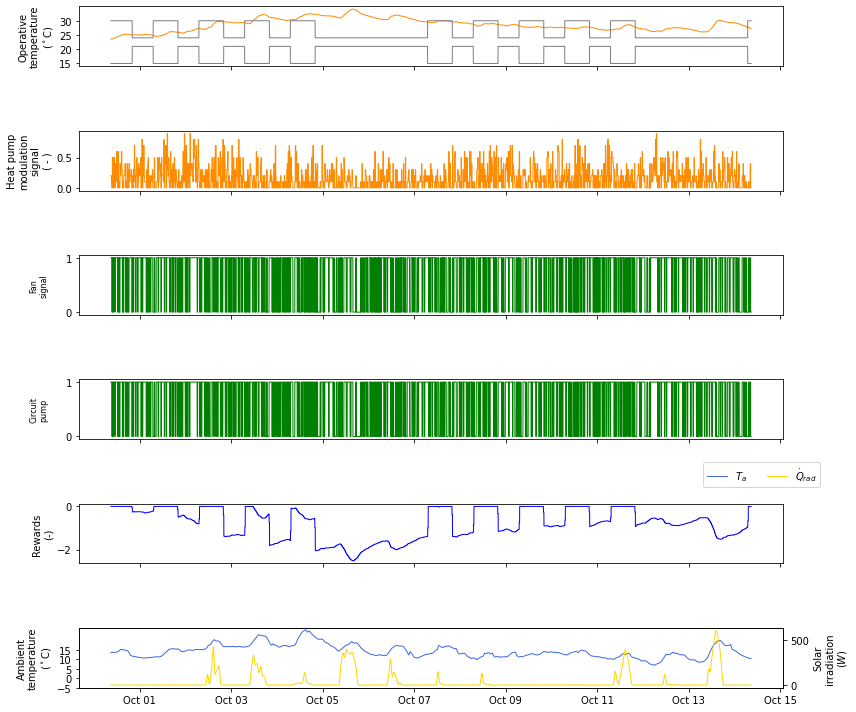 Operative
temperature
(°C)
30
25
20
15
Heat pump
modulation
signal
( - )
0.5
0.0
Fan
signal
1
0
Circuit
pump
1
0
T_a
Q̇_rad
Rewards
(-)
0
−2
Ambient
temperature
(°C)
15
10
5
0
−5
500
0
Solar
irradiation
(W)
Oct 01
Oct 03
Oct 05
Oct 07
Oct 09
Oct 11
Oct 13
Oct 15